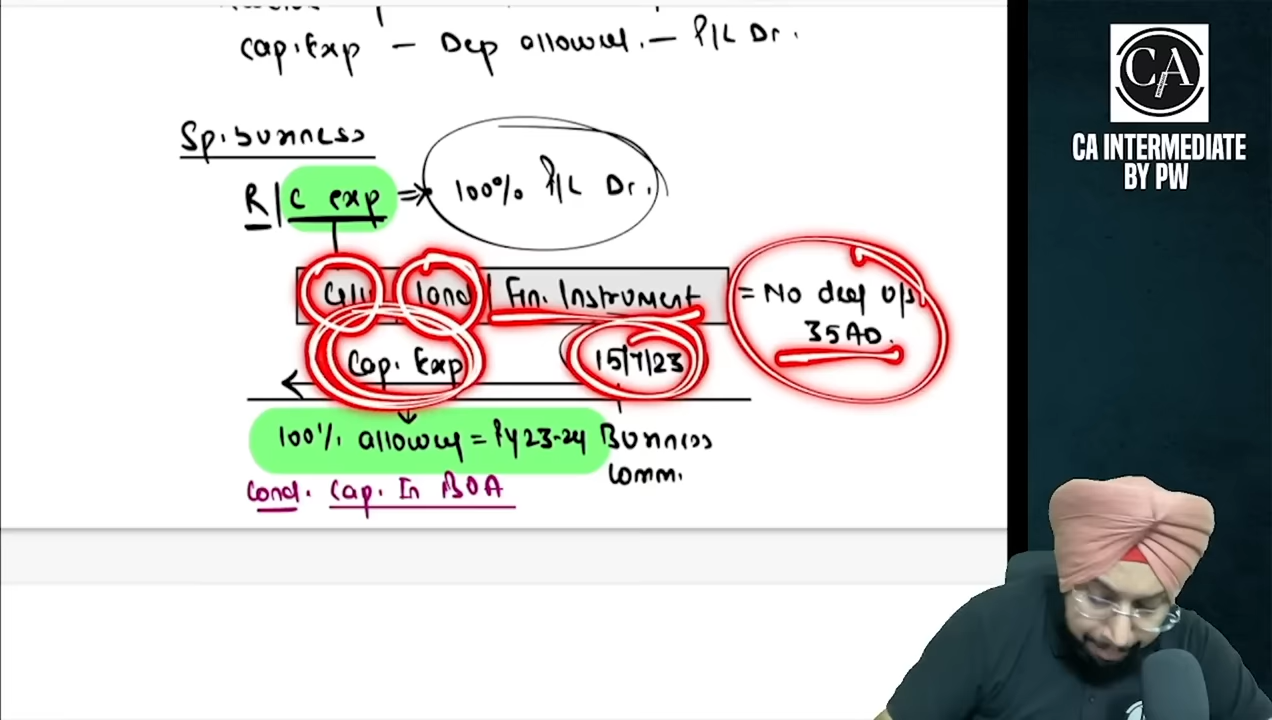 Cap. Exp – Dep allowed. – P/L Dr.
Sp. business
R | C exp ⇒ 100% P/L Dr.
G/w | Land | Fin. Instrument = No ded u/s
35AD.
Cap. Exp 15/7/23
100% allowed = Py 23-24 Business
Comm.
Cond. Cap. In BOA
CA
CA INTERMEDIATE
BY PW